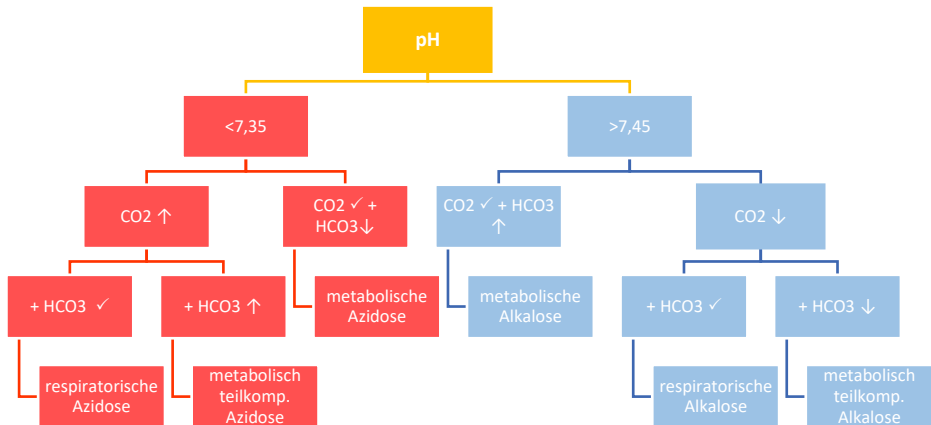 pH
<7,35
>7,45
CO2 ↑
CO2 ✓ +
HCO3↓
CO2 ✓ + HCO3
↑
CO2 ↓
+ HCO3 ✓
+ HCO3 ↑
metabolische
Azidose
metabolische
Alkalose
+ HCO3 ✓
+ HCO3 ↓
respiratorische
Azidose
metabolisch
teilkomp.
Azidose
respiratorische
Alkalose
metabolisch
teilkomp.
Alkalose